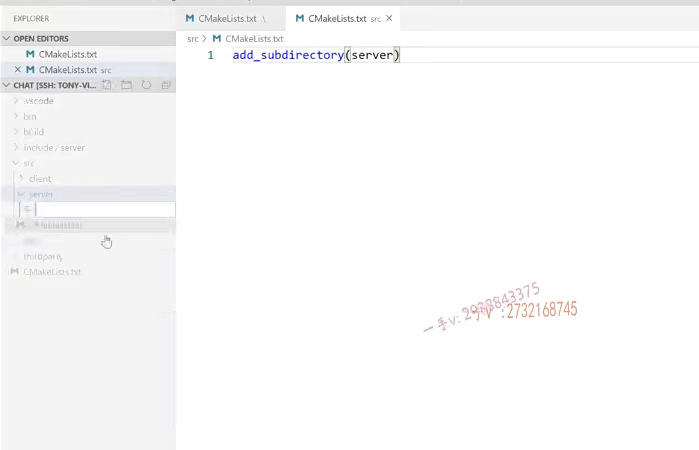 EXPLORER
CMakeLists.txt .\
CMakeLists.txt src
OPEN EDITORS
CMakeLists.txt
CMakeLists.txt src
CHAT [SSH: TONY-VI...
.vscode
bin
build
include / server
src
client
server
thirdparty
CMakeLists.txt
src > CMakeLists.txt
1 add_subdirectory(server)
一手v: 2938843375
:2732168745